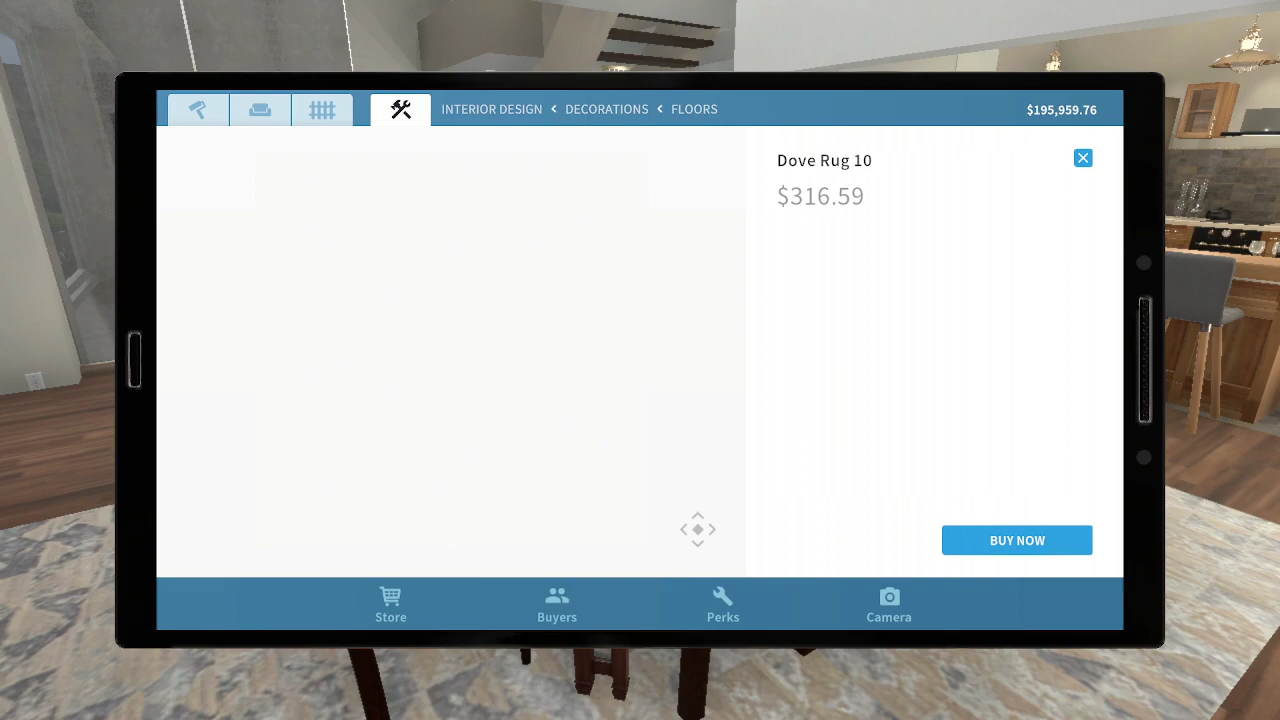 INTERIOR DESIGN < DECORATIONS < FLOORS
$195,959.76
Dove Rug 10
$316.59
BUY NOW
Store
Buyers
Perks
Camera